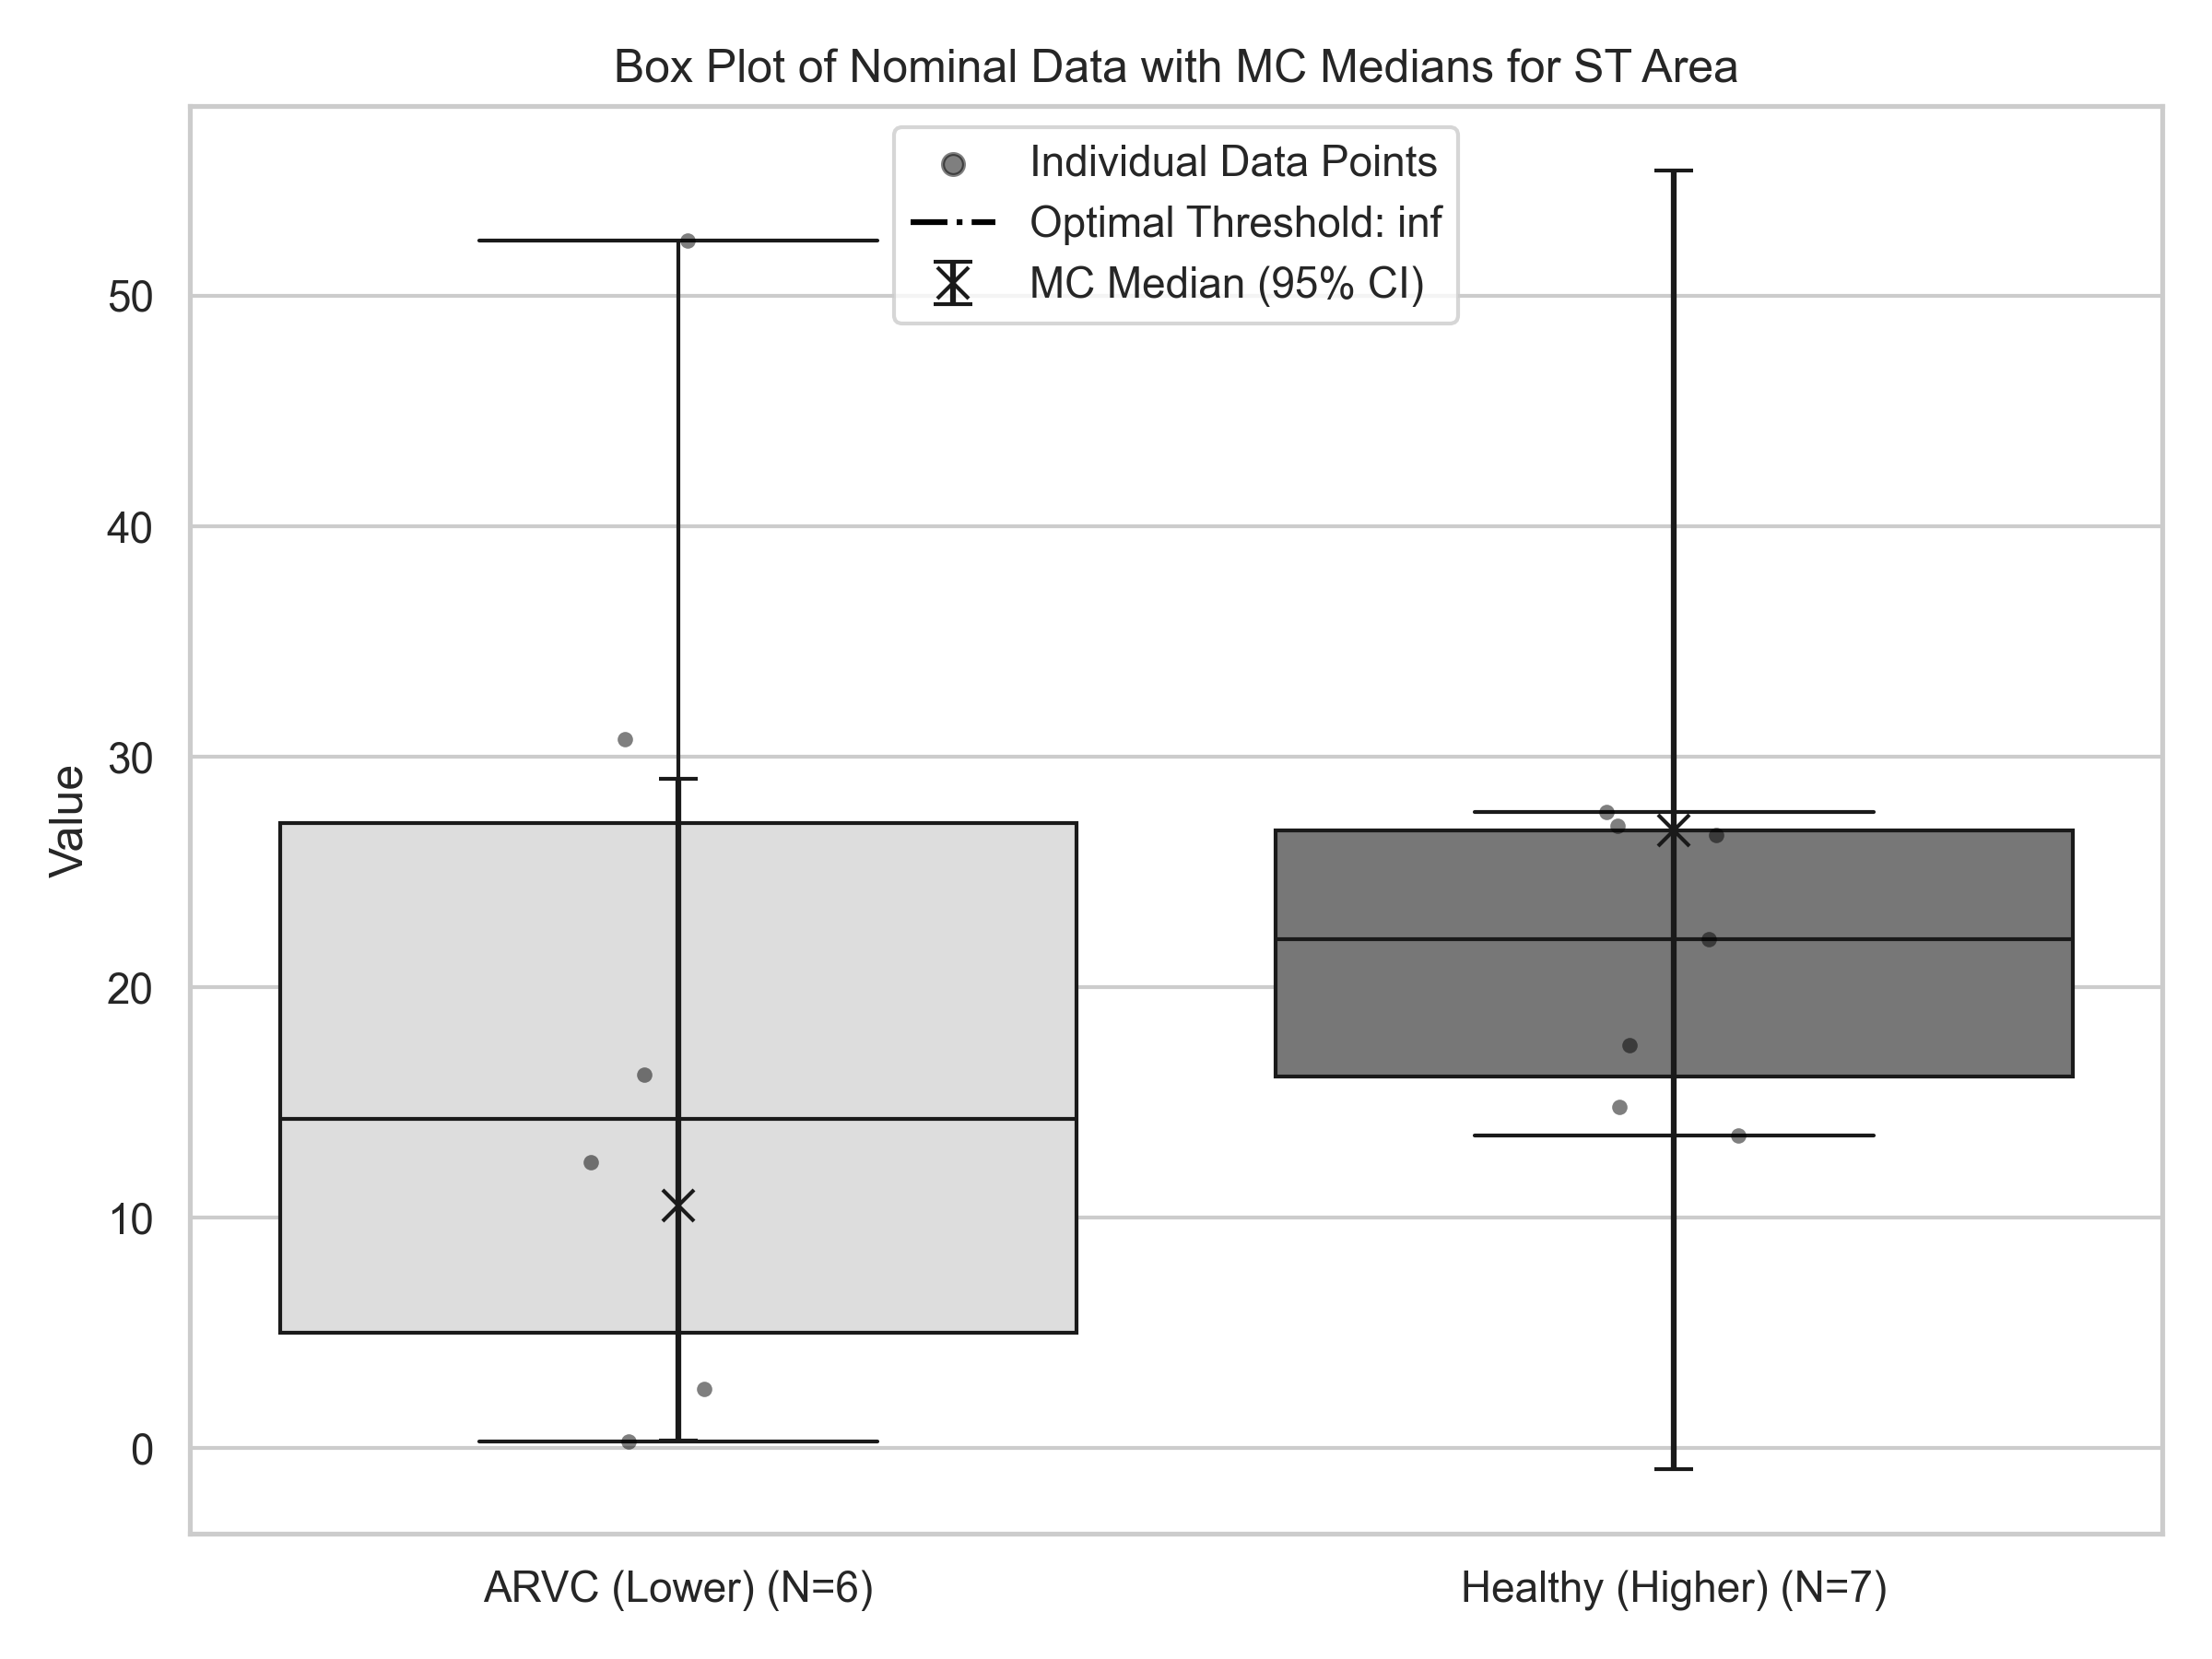 Box Plot of Nominal Data with MC Medians for ST Area
Individual Data Points
Optimal Threshold: inf
MC Median (95% CI)
Value
50
40
30
20
10
0
ARVC (Lower) (N=6)
Healthy (Higher) (N=7)